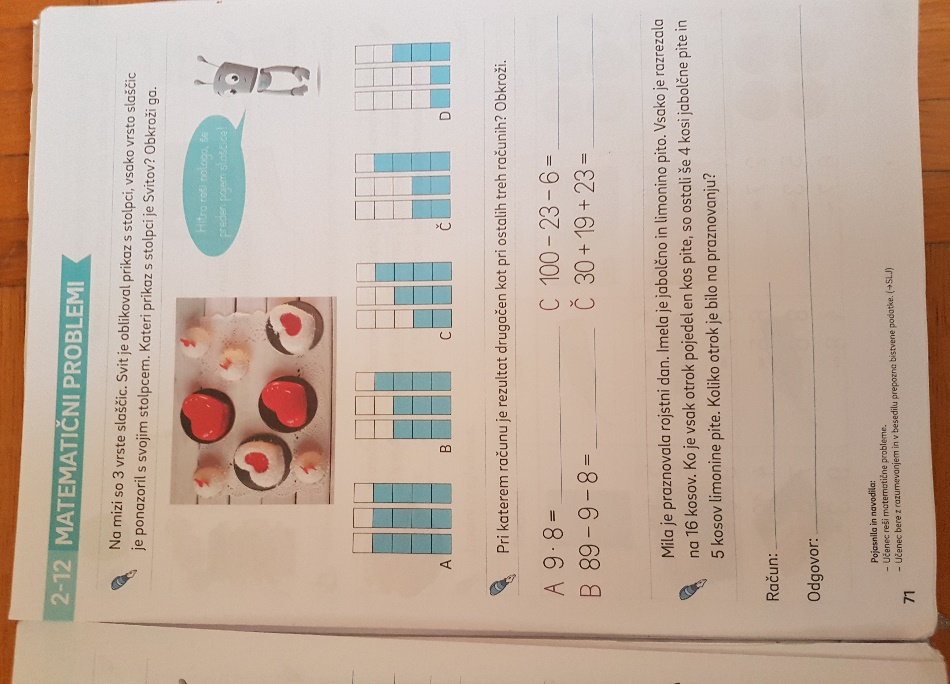 2-12 MATEMATIČNI PROBLEMI
Na mizi so 3 vrste slaščic. Svit je oblikoval prikaz s stolpci, vsako vrsto slaščic
je ponazoril s svojim stolpcem. Kateri prikaz s stolpci je Svitov? Obkroži ga.
Hitro reši nalogo, še
preden pojem slaščice!
A B C Č D
Pri katerem računu je rezultat drugačen kot pri ostalih treh računih? Obkroži.
A 9 · 8 = C 100 – 23 – 6 =
B 89 – 9 – 8 = Č 30 + 19 + 23 =
Mila je praznovala rojstni dan. Imela je jabolčno in limonino pito. Vsako je razrezala
na 16 kosov. Ko je vsak otrok pojedel en kos pite, so ostali še 4 kosi jabolčne pite in
5 kosov limonine pite. Koliko otrok je bilo na praznovanju?
Račun:
Odgovor:
Pojasnila in navodila:
– Učenec reši matematične probleme.
– Učenec bere z razumevanjem in v besedilu prepozna bistvene podatke. (→SLJ)
71